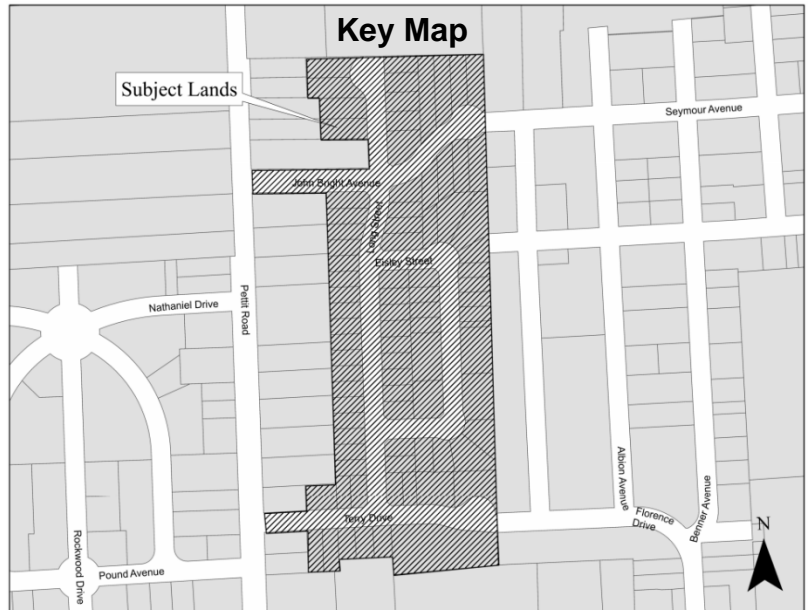 Key Map
Subject Lands
Seymour Avenue
John Bright Avenue
Long Street
Eisley Street
Nathaniel Drive
Pettit Road
Albion Avenue
Florence
Drive
Benner Avenue
Terry Drive
N
Rockwood Drive
Pound Avenue